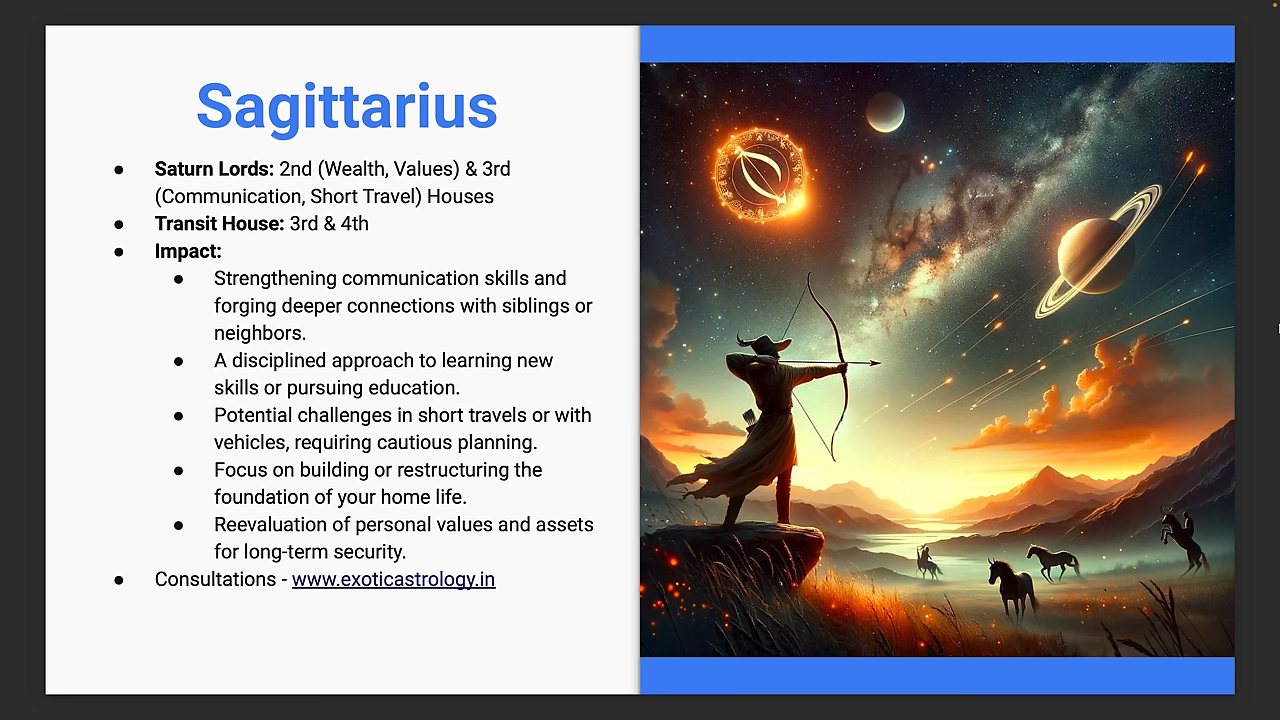 Sagittarius
● Saturn Lords: 2nd (Wealth, Values) & 3rd
(Communication, Short Travel) Houses
● Transit House: 3rd & 4th
● Impact:
● Strengthening communication skills and
forging deeper connections with siblings or
neighbors.
● A disciplined approach to learning new
skills or pursuing education.
● Potential challenges in short travels or with
vehicles, requiring cautious planning.
● Focus on building or restructuring the
foundation of your home life.
● Reevaluation of personal values and assets
for long-term security.
● Consultations - www.exoticastrology.in